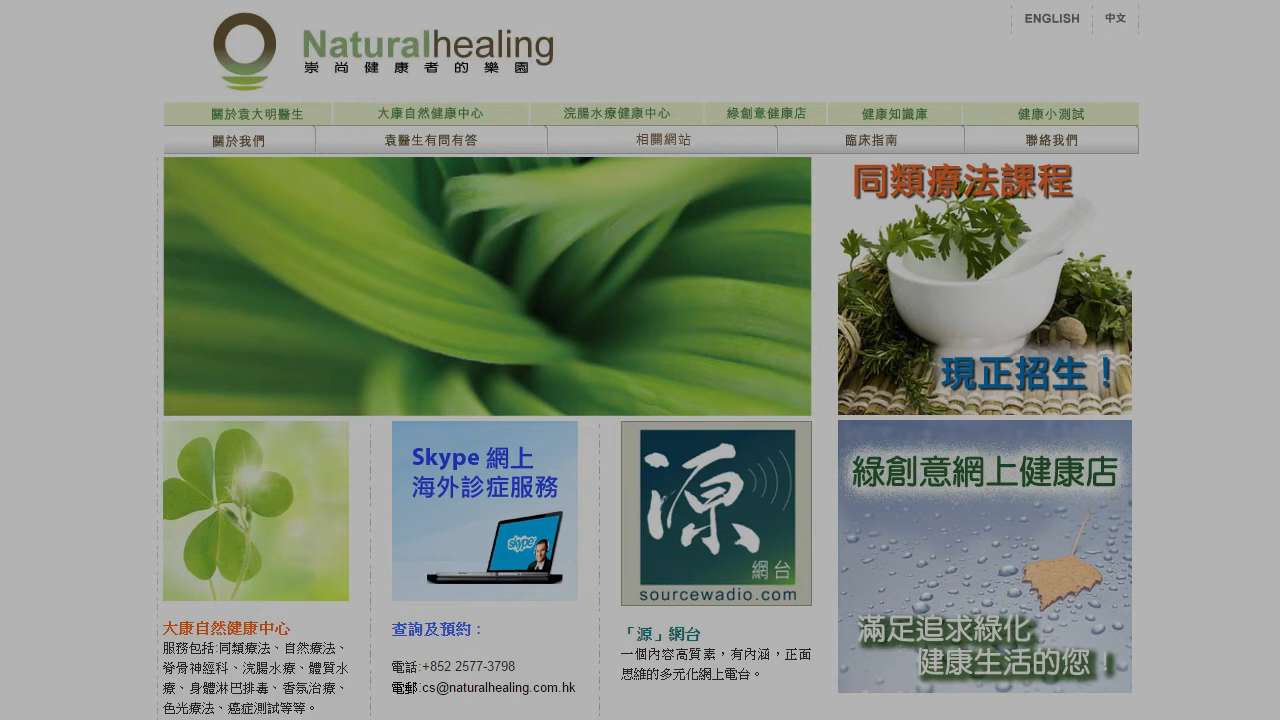 ENGLISH 中文
Naturalhealing
崇尚健康者的樂園
關於袁大明醫生 大康自然健康中心 浣腸水療健康中心 綠創意健康店 健康知識庫 健康小測試
關於我們 袁醫生有問有答 相關網站 臨床指南 聯絡我們
同類療法課程
現正招生！
Skype 網上
海外診症服務
skype
源
網台
sourcewadio.com
綠創意網上健康店
滿足追求綠化
健康生活的您！
大康自然健康中心
服務包括:同類療法、自然療法、
脊骨神經科、浣腸水療、礦泉水
療、身體淋巴排毒、重金治療、
色光療法、癌症測試等等。
查詢及預約：
電話:+852 2577-3798
電郵:cs@naturalhealing.com.hk
「源」網台
一個內容高質素，有內涵，正面
思維的多元化網上電台。